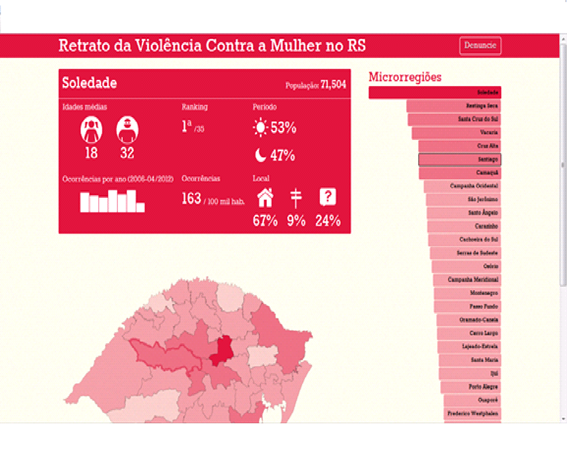 Retrato da Violência Contra a Mulher no RS
Denuncie
Soledade
População: 71,504
Idades médias
Ranking
Período
18
32
1ª /35
53%
47%
Ocorrências por ano (2006-04/2012)
Ocorrências
Local
163 / 100 mil hab.
67%
9%
24%
Microrregiões
Soledade
Restinga Seca
Santa Cruz do Sul
Vacaria
Cruz Alta
Santiago
Camaquã
Campanha Ocidental
São Jerônimo
Santo Ângelo
Carazinho
Cachoeira do Sul
Serras de Sudeste
Osório
Campanha Meridional
Montenegro
Passo Fundo
Gramado-Canela
Cerro Largo
Lajeado-Estrela
Santa Maria
Ijuí
Porto Alegre
Guaporé
Frederico Westphalen